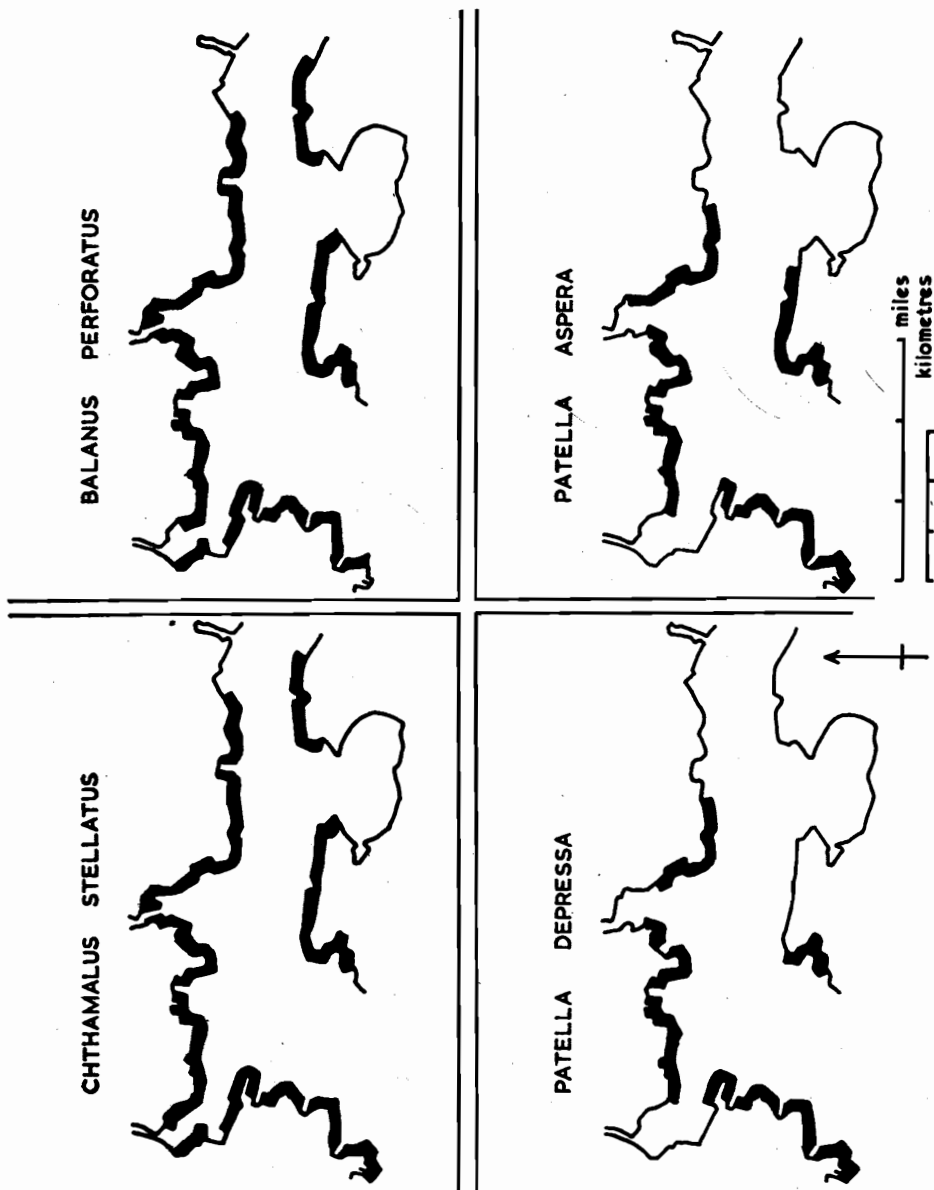 CHTHAMALUS STELLATUS
BALANUS PERFORATUS
PATELLA DEPRESSA
PATELLA ASPERA
miles
kilometres